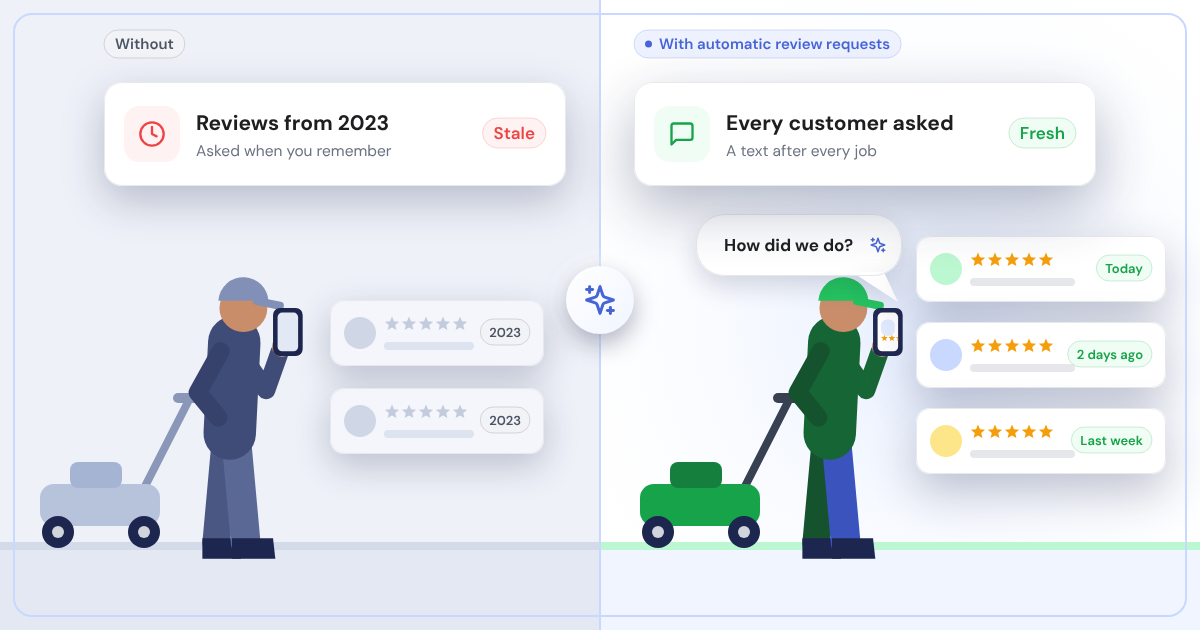 Without
Reviews from 2023
Asked when you remember
Stale
2023
2023
With automatic review requests
Every customer asked
A text after every job
Fresh
How did we do?
Today
2 days ago
Last week